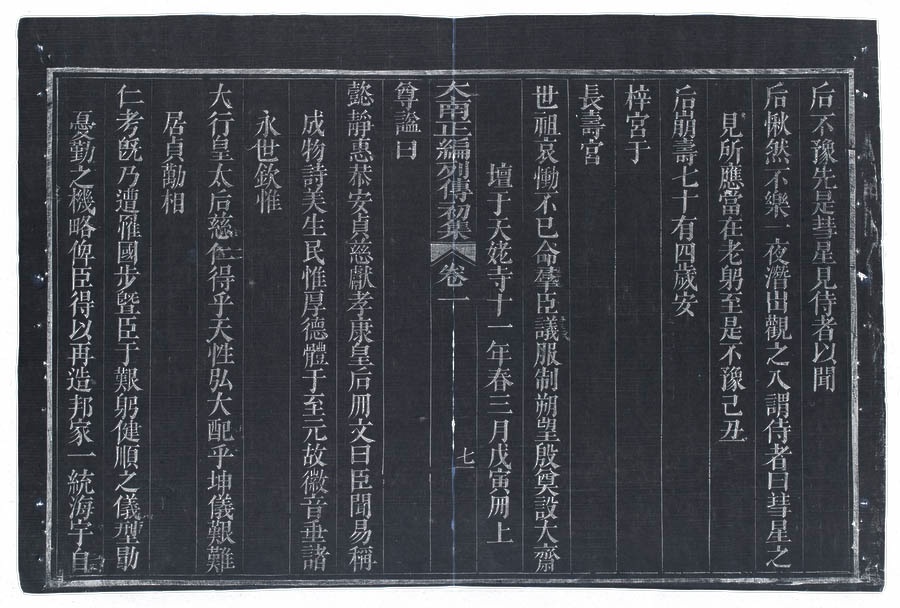 后不豫先是彗星見侍者以聞
后愀然不樂一夜潛出觀之入謂侍者曰彗星之
見所應當在老躬至是不豫己丑
后崩壽七十有四歲安
梓宮于
長壽宮
世祖哀慟不已命羣臣議服制朔望殷奠設大齋
壇于天姥寺十一年春三月戊寅冊上
大南正編列傳初集 卷一 七
尊謚曰
懿靜惠恭安貞慈獻孝康皇后冊文曰臣聞易稱
成物詩美生民惟厚德體于至元故徽音垂諸
永世欽惟
大行皇太后慈仁得乎天性弘大配乎坤儀艱難
居貞勷相
仁考旣乃遭罹國步曁臣于艱躬健順之儀型勖
憂勤之機略俾臣得以再造邦家一統海宇自